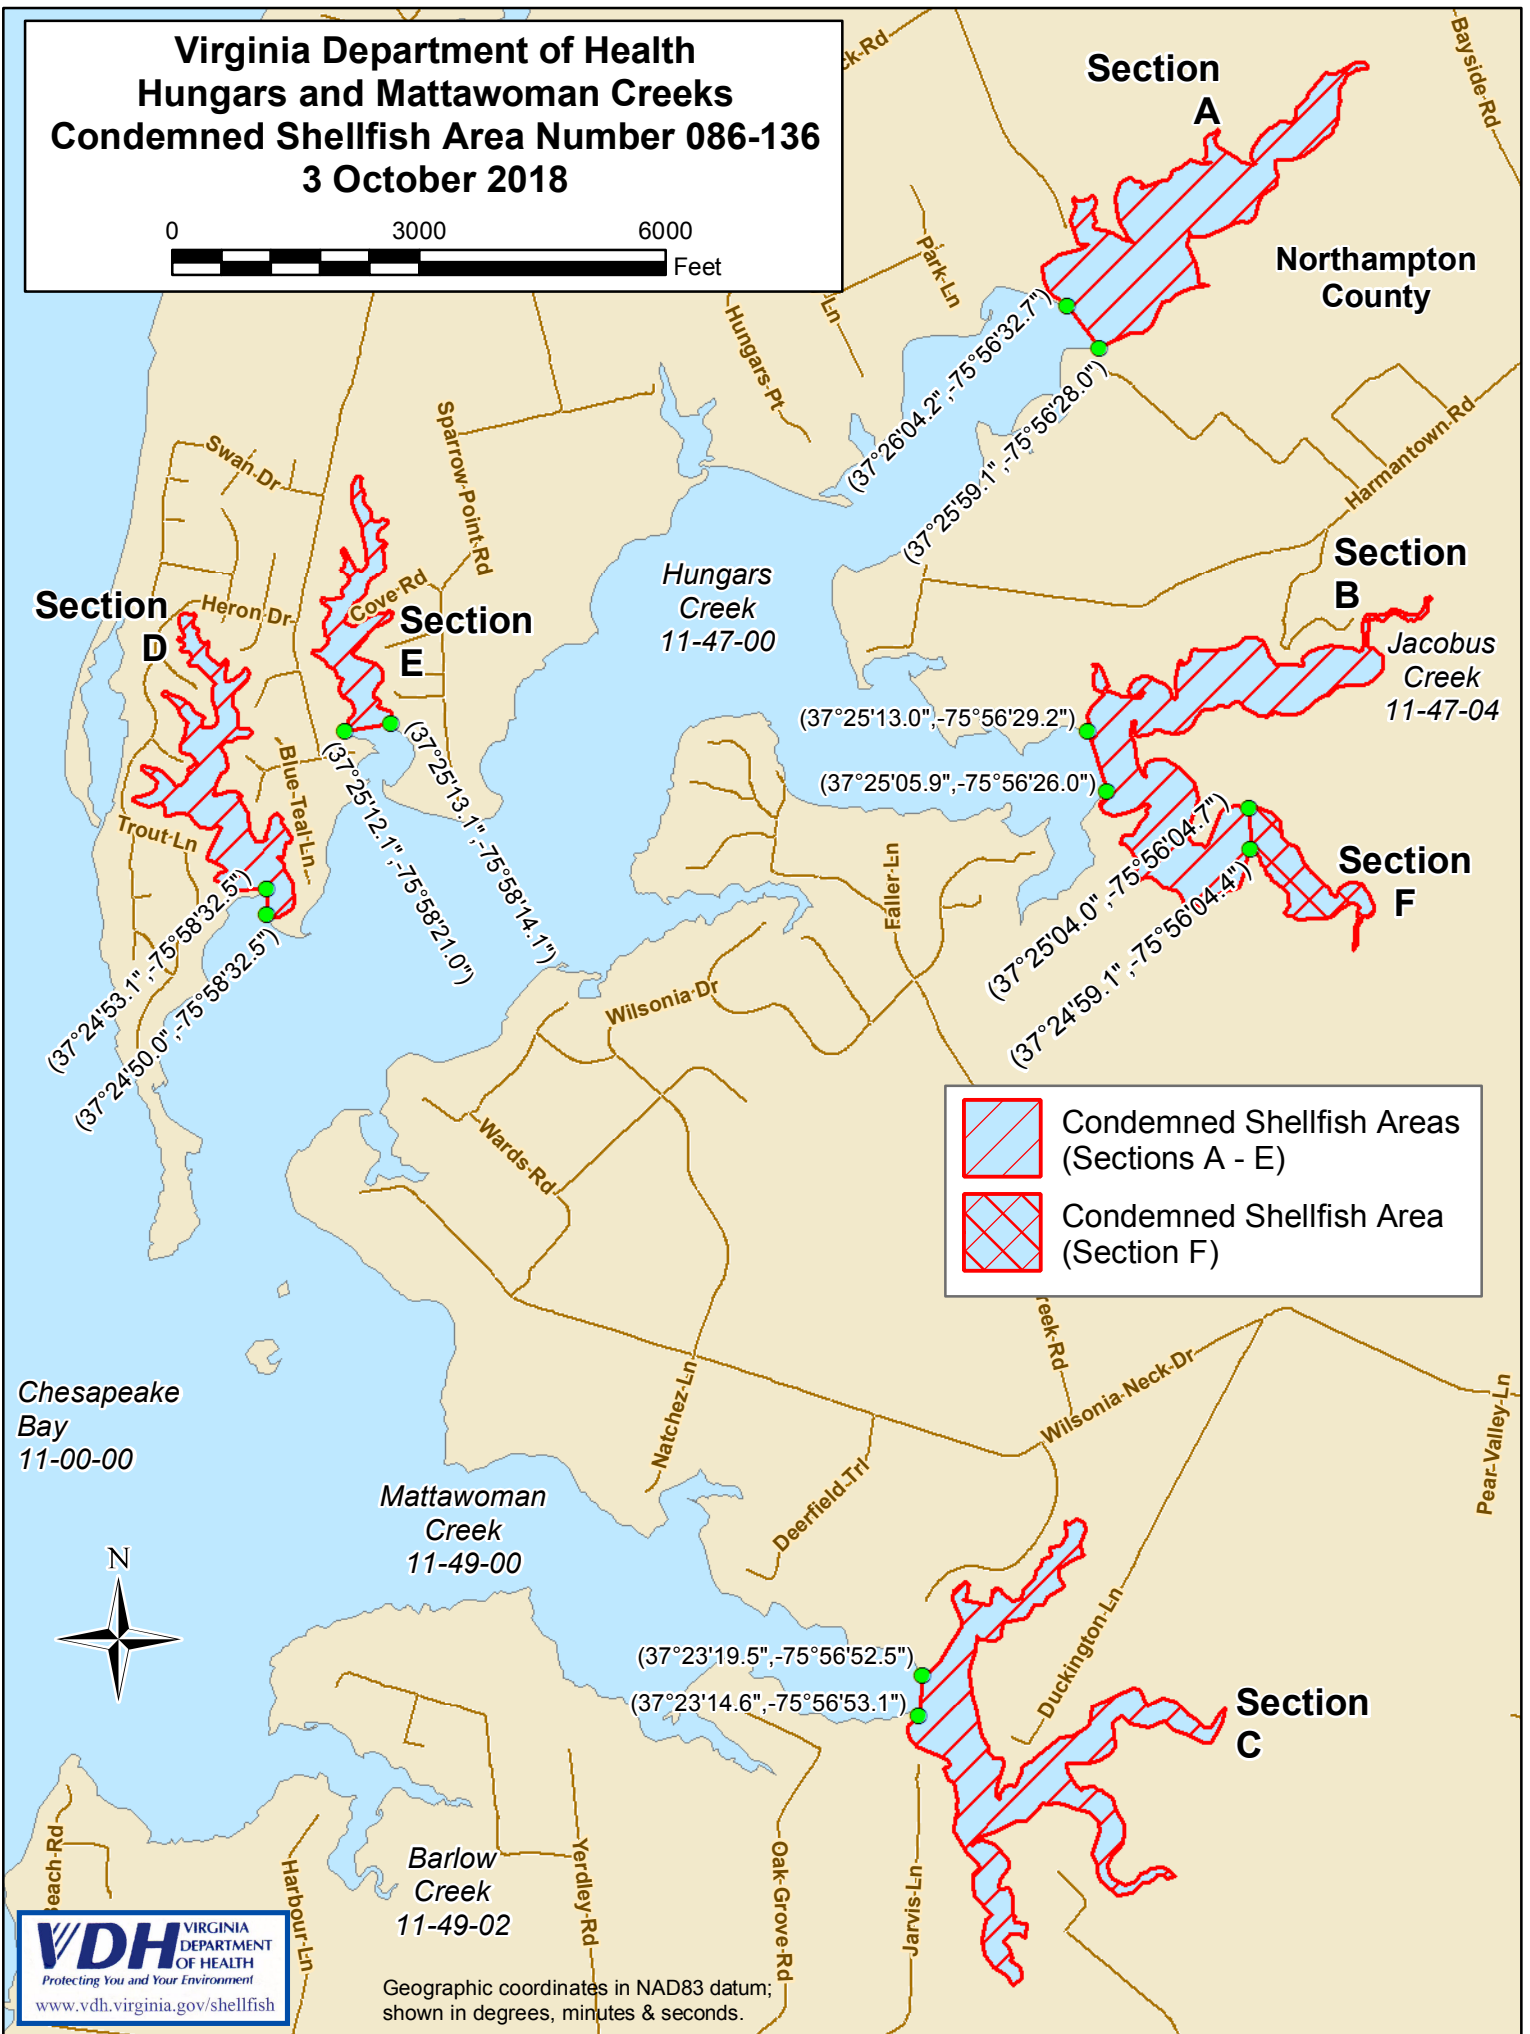 Virginia Department of Health
Hungars and Mattawoman Creeks
Condemned Shellfish Area Number 086-136
3 October 2018
0 3000 6000
Feet
ck Rd
Bayside Rd
Section
A
Northampton
County
Park Ln
Ln
Hungars Pt
(37°26'04.2",-75°56'32.7")
(37°25'59.1",-75°56'28.0")
Harmantown Rd
Swan Dr
Sparrow Point Rd
Cove Rd
Heron Dr
Section
D
Section
E
Hungars
Creek
11-47-00
Section
B
Jacobus
Creek
11-47-04
(37°25'13.0",-75°56'29.2")
(37°25'05.9",-75°56'26.0")
(37°25'13.1",-75°58'14.1")
(37°25'12.1",-75°58'21.0")
Blue Teal Ln
Trout Ln
(37°24'53.1",-75°58'32.5")
(37°24'50.0",-75°58'32.5")
Faller Ln
(37°25'04.0",-75°56'04.7")
(37°24'59.1",-75°56'04.4")
Section
F
Wilsonia Dr
Wards Rd
Condemned Shellfish Areas
(Sections A - E)
Condemned Shellfish Area
(Section F)
reek Rd
Wilsonia Neck Dr
Pear Valley Ln
Natchez Ln
Deerfield Trl
Chesapeake
Bay
11-00-00
Mattawoman
Creek
11-49-00
N
(37°23'19.5",-75°56'52.5")
(37°23'14.6",-75°56'53.1")
Duckington Ln
Section
C
Beach Rd
Harbour Ln
Barlow
Creek
11-49-02
Yerdley Rd
Oak Grove Rd
Jarvis Ln
VDH VIRGINIA
DEPARTMENT
OF HEALTH
Protecting You and Your Environment
www.vdh.virginia.gov/shellfish
Geographic coordinates in NAD83 datum;
shown in degrees, minutes & seconds.